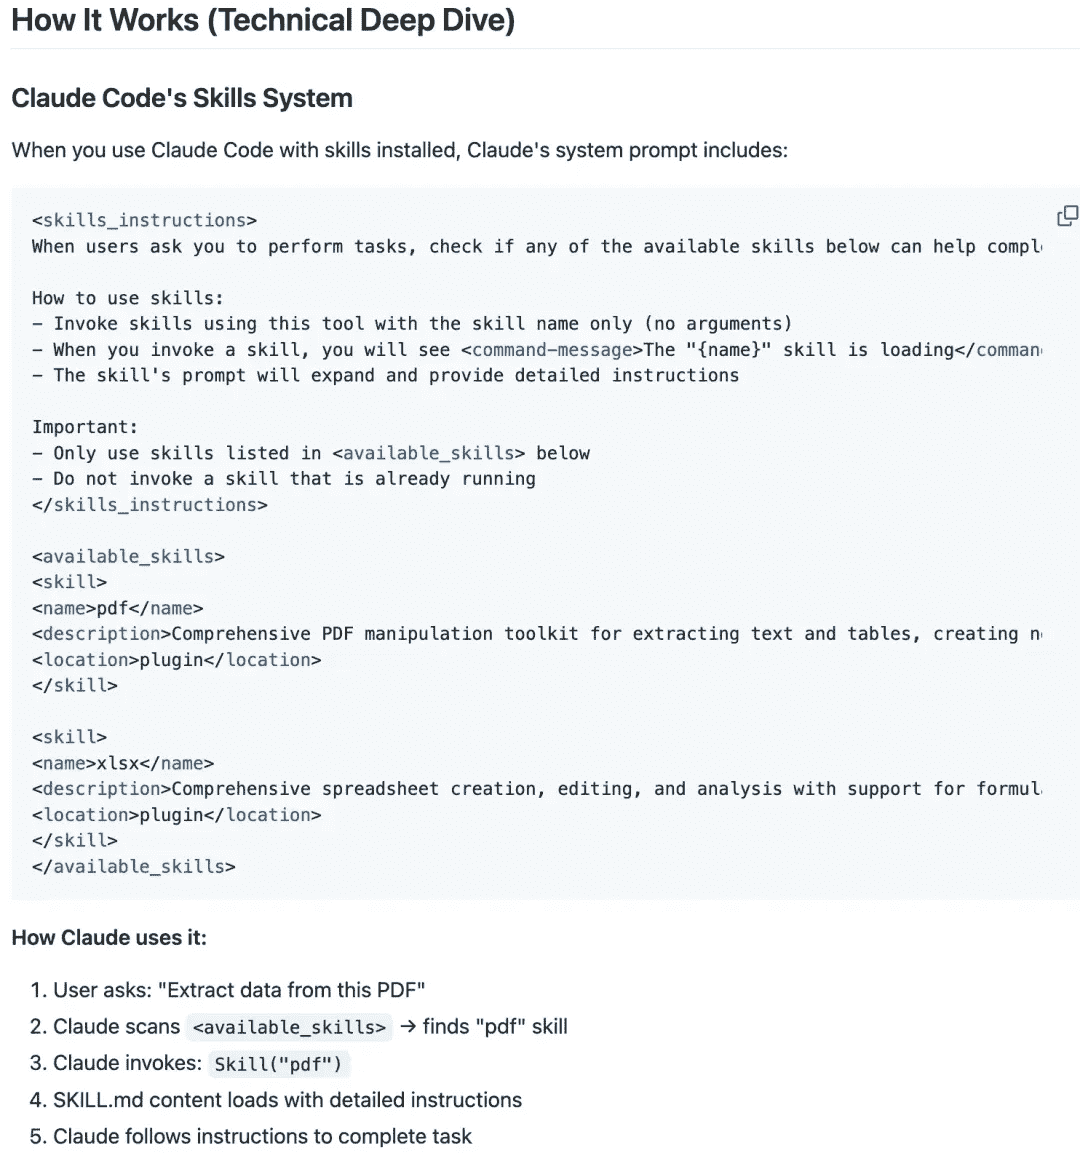 How It Works (Technical Deep Dive)
Claude Code's Skills System
When you use Claude Code with skills installed, Claude's system prompt includes:
<skills_instructions>
When users ask you to perform tasks, check if any of the available skills below can help
How to use skills:
– Invoke skills using this tool with the skill name only (no arguments)
– When you invoke a skill, you will see <command-message>The "{name}" skill is loading</
– The skill's prompt will expand and provide detailed instructions
Important:
– Only use skills listed in <available_skills> below
– Do not invoke a skill that is already running
</skills_instructions>
<available_skills>
<skill>
<name>pdf</name>
<description>Comprehensive PDF manipulation toolkit for extracting text and tables, creating
<location>plugin</location>
</skill>
<skill>
<name>xlsx</name>
<description>Comprehensive spreadsheet creation, editing, and analysis with support for
<location>plugin</location>
</skill>
</available_skills>
How Claude uses it:
1. User asks: "Extract data from this PDF"
2. Claude scans <available_skills> → finds "pdf" skill
3. Claude invokes: Skill("pdf")
4. SKILL.md content loads with detailed instructions
5. Claude follows instructions to complete task